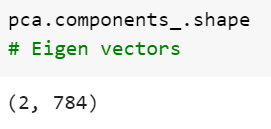 pca.components_.shape
# Eigen vectors
(2, 784)